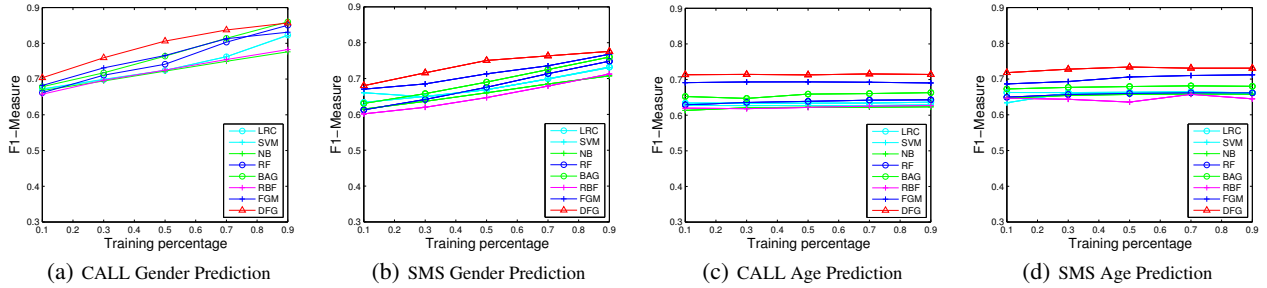 F1−Measure
0.9
0.8
0.7
0.6
0.5
0.4
0.3
0.1 0.2 0.3 0.4 0.5 0.6 0.7 0.8 0.9
Training percentage
LRC
SVM
NB
RF
BAG
RBF
FGM
DFG
(a) CALL Gender Prediction
F1−Measure
0.9
0.8
0.7
0.6
0.5
0.4
0.3
0.1 0.2 0.3 0.4 0.5 0.6 0.7 0.8 0.9
Training percentage
LRC
SVM
NB
RF
BAG
RBF
FGM
DFG
(b) SMS Gender Prediction
F1−Measure
0.9
0.8
0.7
0.6
0.5
0.4
0.3
0.1 0.2 0.3 0.4 0.5 0.6 0.7 0.8 0.9
Training percentage
LRC
SVM
NB
RF
BAG
RBF
FGM
DFG
(c) CALL Age Prediction
F1−Measure
0.9
0.8
0.7
0.6
0.5
0.4
0.3
0.1 0.2 0.3 0.4 0.5 0.6 0.7 0.8 0.9
Training percentage
LRC
SVM
NB
RF
BAG
RBF
FGM
DFG
(d) SMS Age Prediction